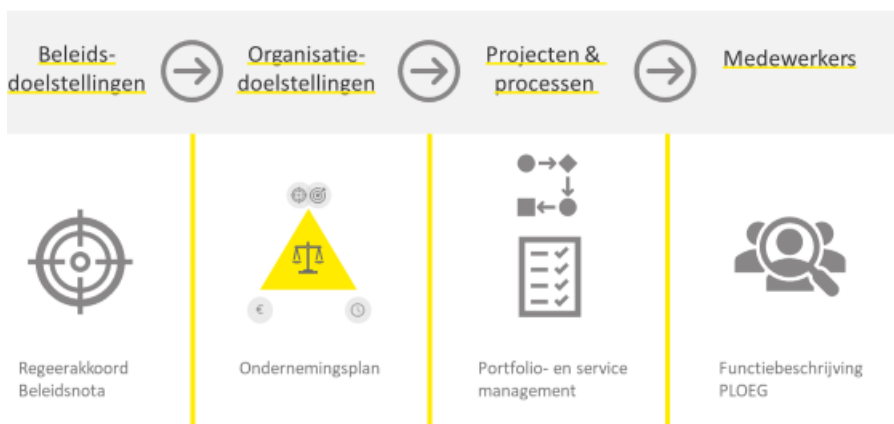 Beleids-
doelstellingen
Organisatie-
doelstellingen
Projecten &
processen
Medewerkers
€
Regeerakkoord
Beleidsnota
Ondernemingsplan
Portfolio- en service
management
Functiebeschrijving
PLOEG